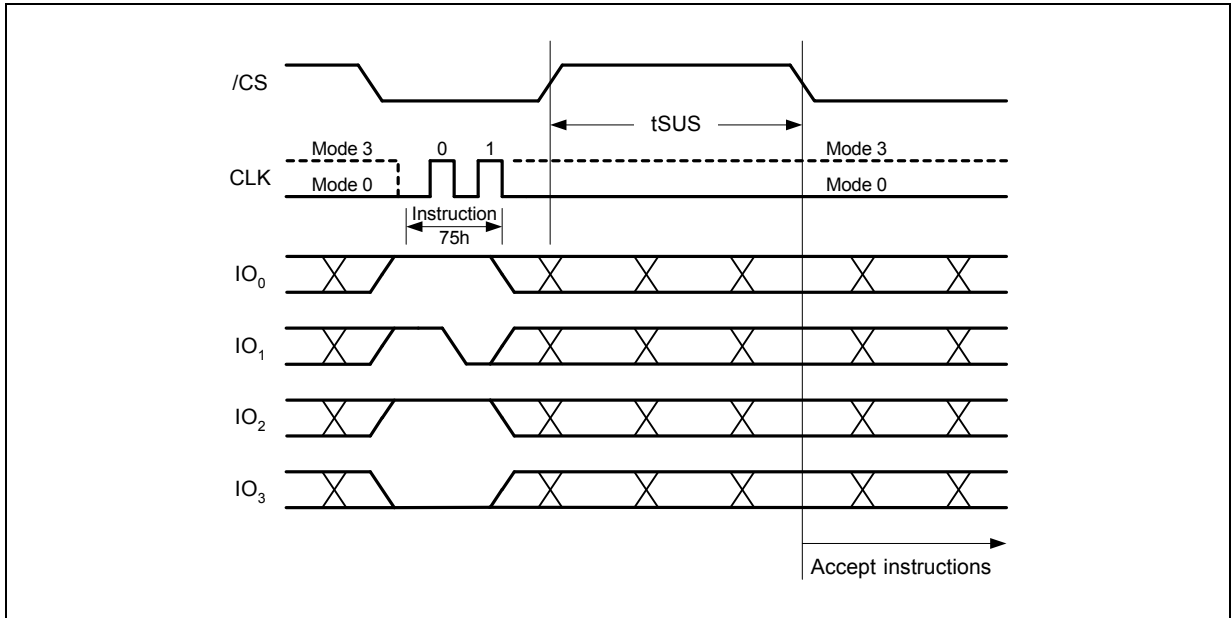 /CS
tSUS
Mode 3
0
1
Mode 3
CLK
Mode 0
Mode 0
Instruction
75h
IO0
IO1
IO2
IO3
Accept instructions